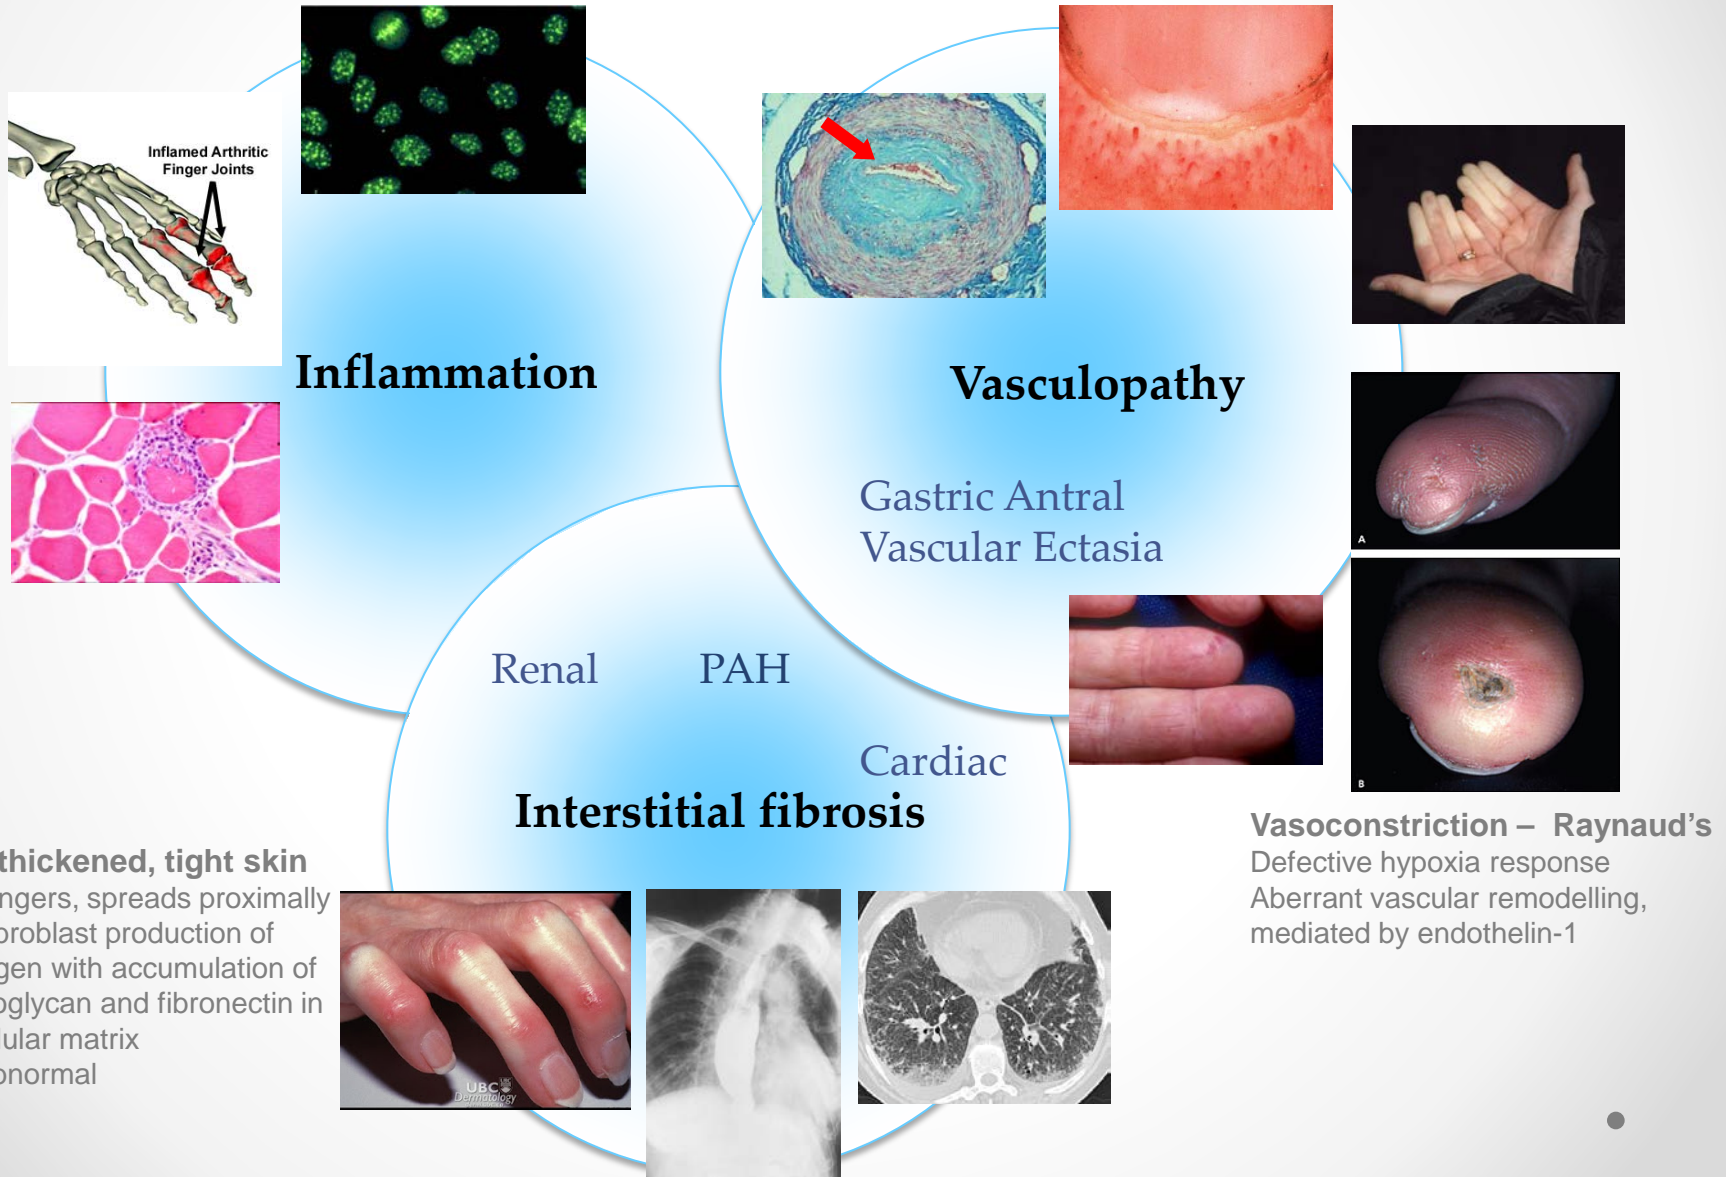 Inflamed Arthritic
Finger Joints
Inflammation
Vasculopathy
Gastric Antral
Vascular Ectasia
A
B
Renal
PAH
Cardiac
Interstitial fibrosis
thickened, tight skin
ngers, spreads proximally
oroblast production of
gen with accumulation of
oglycan and fibronectin in
lular matrix
onormal
UBC
Dermatology
Vasoconstriction – Raynaud's
Defective hypoxia response
Aberrant vascular remodelling,
mediated by endothelin-1